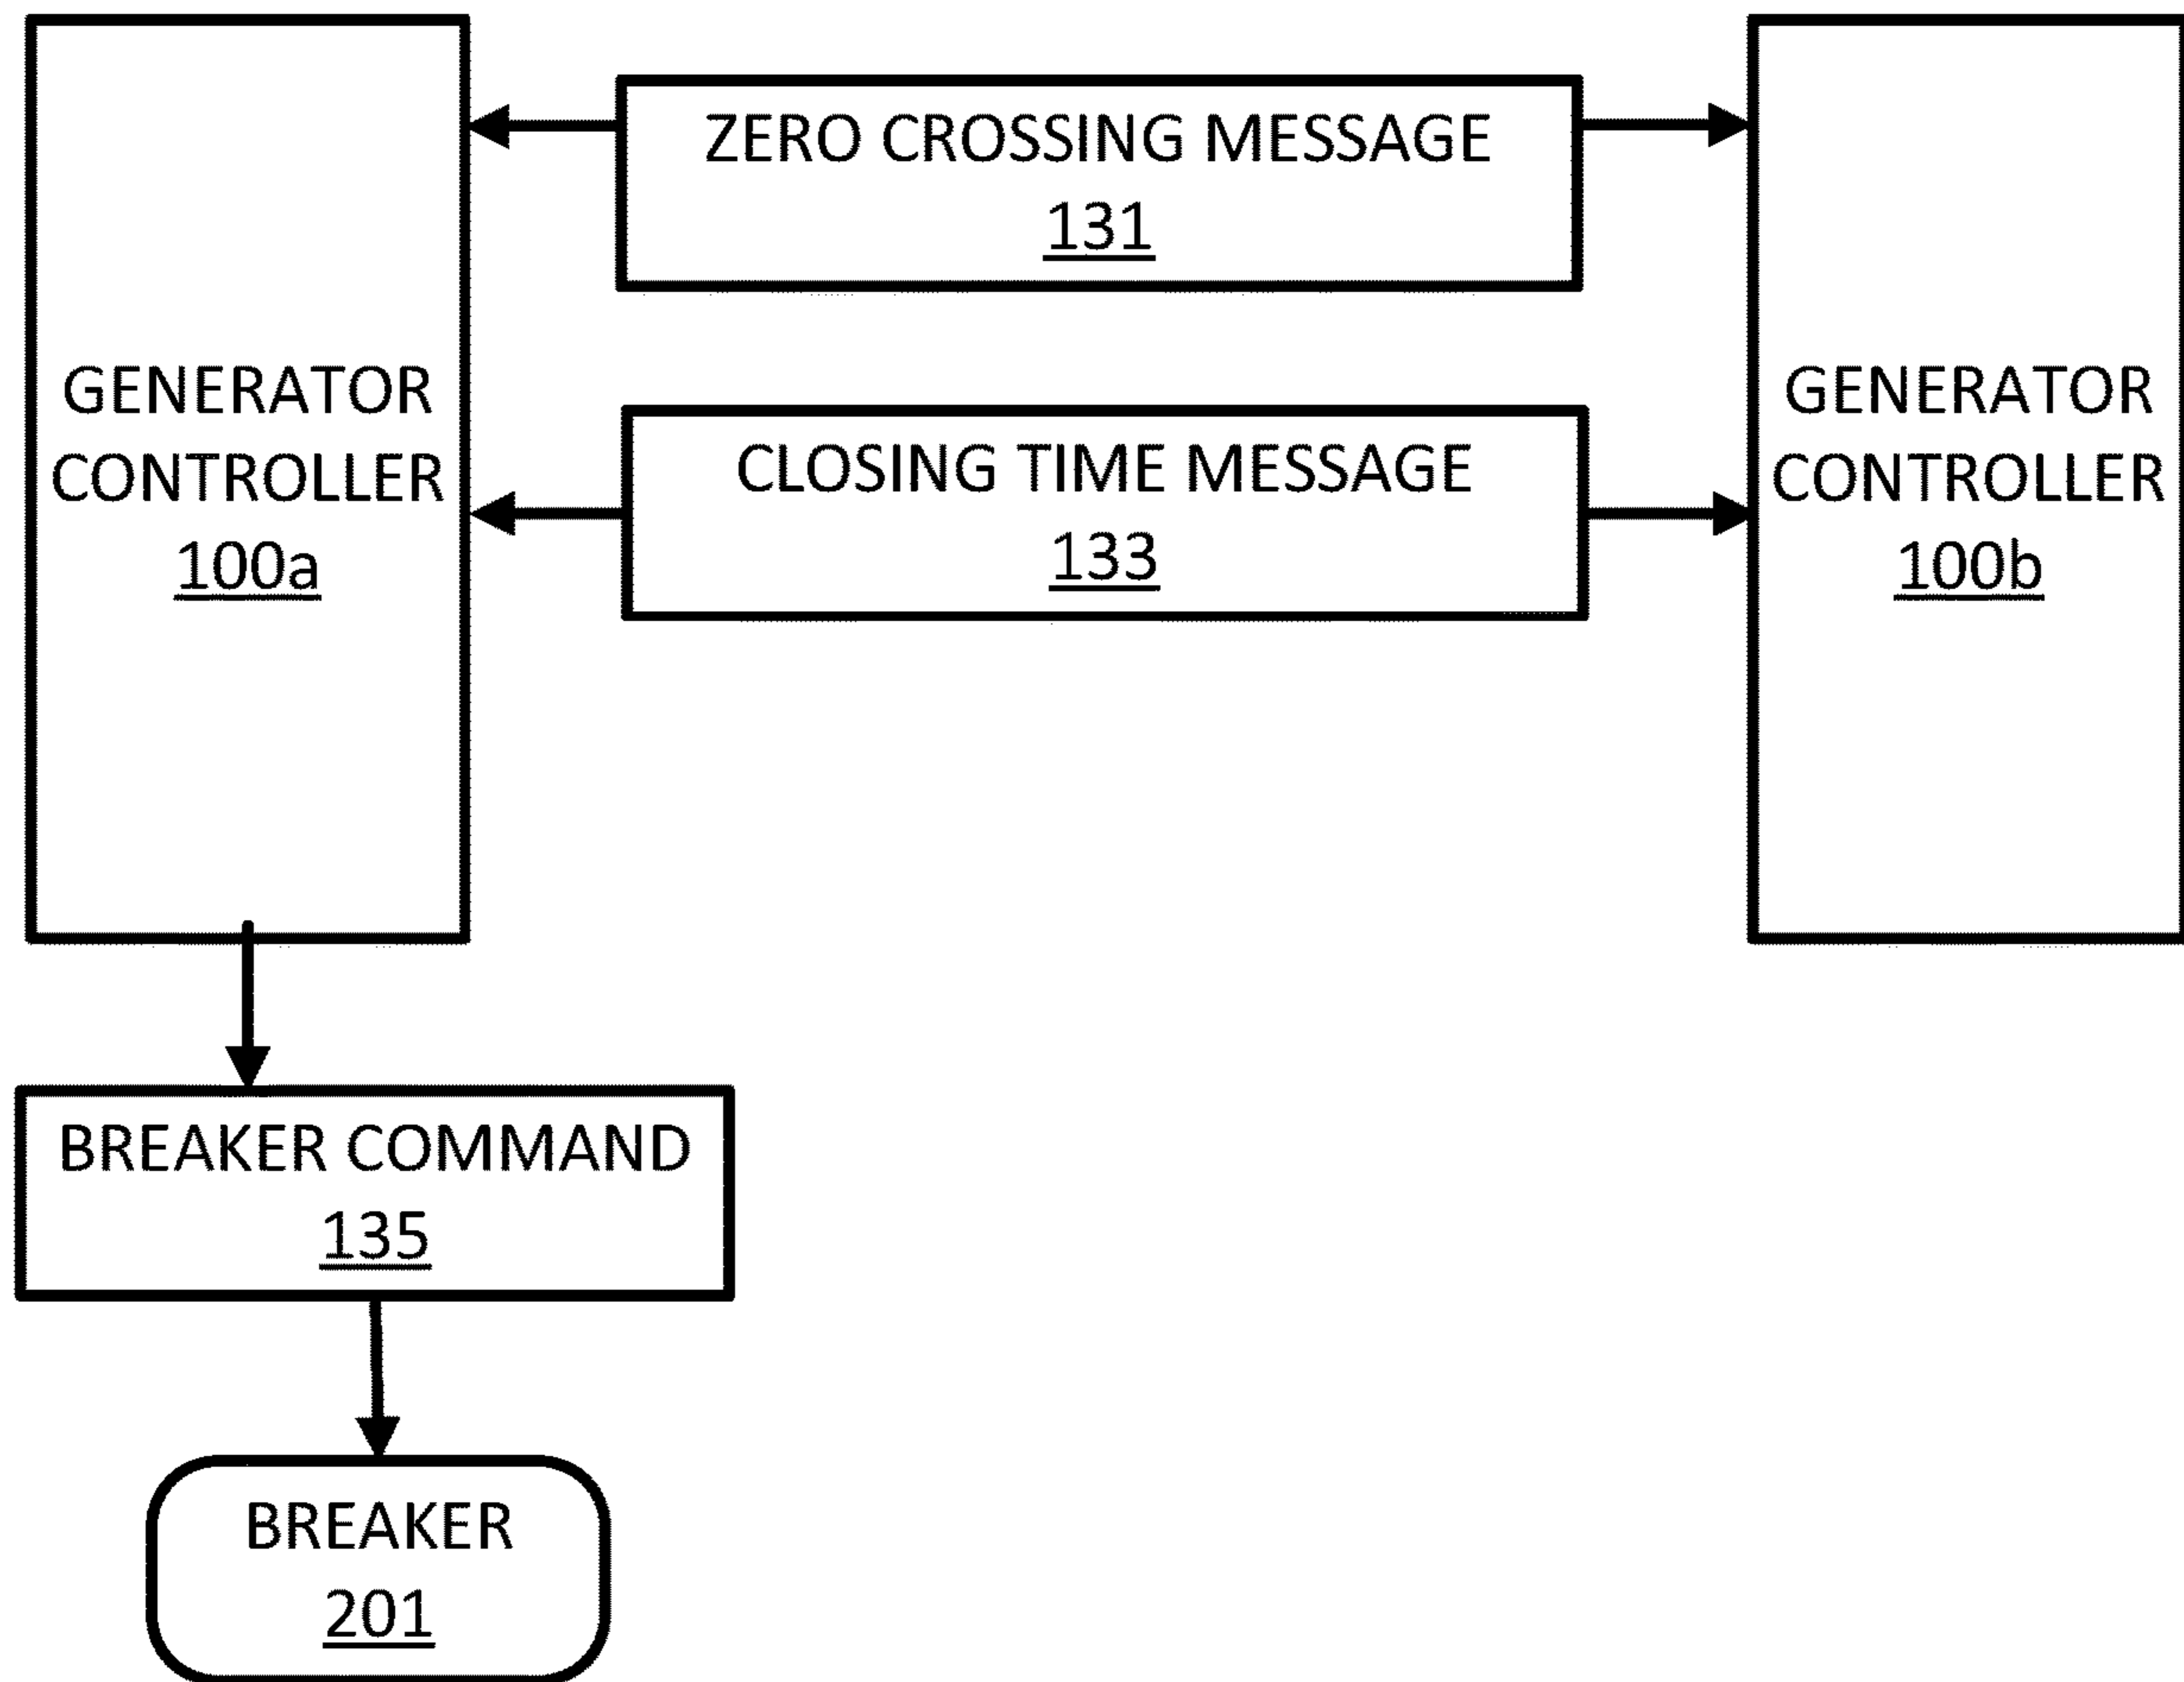 ZERO CROSSING MESSAGE
131
GENERATOR
CONTROLLER
100a
CLOSING TIME MESSAGE
133
GENERATOR
CONTROLLER
100b
BREAKER COMMAND
135
BREAKER
201